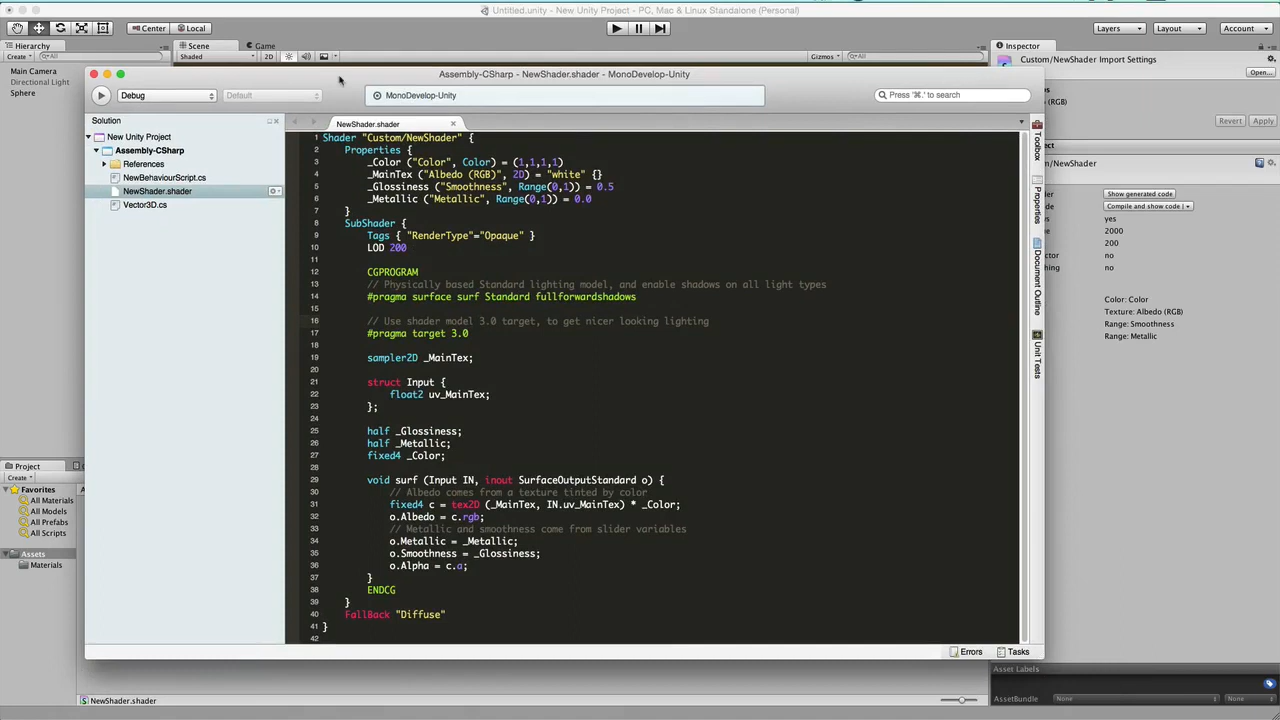 Untitled.unity - New Unity Project - PC, Mac & Linux Standalone (Personal)
Center
Local
Layers
Layout
Account
Hierarchy
Scene
Game
Inspector
Create
All
Shaded
2D
Gizmos
All
Custom/NewShader Import Settings
Main Camera
Directional Light
Sphere
Open...
Assembly-CSharp - NewShader.shader - MonoDevelop-Unity
Debug
Default
MonoDevelop-Unity
Press '⌘.' to search
(RGB)
Revert
Apply
Solution
NewShader.shader
New Unity Project
Assembly-CSharp
References
NewBehaviourScript.cs
NewShader.shader
Vector3D.cs
1 Shader "Custom/NewShader" {
2 Properties {
3 _Color ("Color", Color) = (1,1,1,1)
4 _MainTex ("Albedo (RGB)", 2D) = "white" {}
5 _Glossiness ("Smoothness", Range(0,1)) = 0.5
6 _Metallic ("Metallic", Range(0,1)) = 0.0
7 }
8 SubShader {
9 Tags { "RenderType"="Opaque" }
10 LOD 200
11
12 CGPROGRAM
13 // Physically based Standard lighting model, and enable shadows on all light types
14 #pragma surface surf Standard fullforwardshadows
15
16 // Use shader model 3.0 target, to get nicer looking lighting
17 #pragma target 3.0
18
19 sampler2D _MainTex;
20
21 struct Input {
22 float2 uv_MainTex;
23 };
24
25 half _Glossiness;
26 half _Metallic;
27 fixed4 _Color;
28
29 void surf (Input IN, inout SurfaceOutputStandard o) {
30 // Albedo comes from a texture tinted by color
31 fixed4 c = tex2D (_MainTex, IN.uv_MainTex) * _Color;
32 o.Albedo = c.rgb;
33 // Metallic and smoothness come from slider variables
34 o.Metallic = _Metallic;
35 o.Smoothness = _Glossiness;
36 o.Alpha = c.a;
37 }
38 ENDCG
39 }
40 FallBack "Diffuse"
41 }
42
Toolbox
Properties
Document Outline
Unit Tests
/NewShader
Show generated code
Compile and show code
yes
2000
200
no
no
Color: Color
Texture: Albedo (RGB)
Range: Smoothness
Range: Metallic
Project
Create
Favorites
All Materials
All Models
All Prefabs
All Scripts
Assets
Materials
Errors
Tasks
Asset Labels
NewShader.shader
AssetBundle
None
None